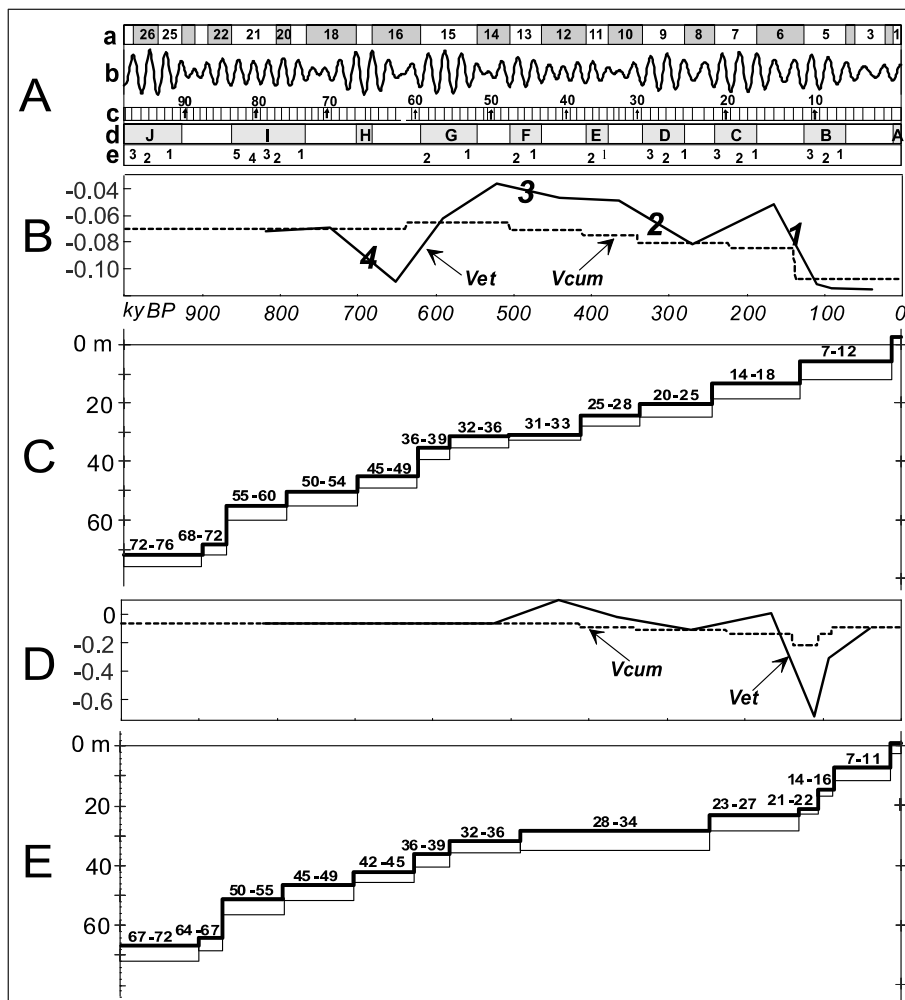 A
a 26 25 22 21 20 18 16 15 14 13 12 11 10 9 8 7 6 5 3 1
b
c 90 80 70 60 50 40 30 20 10
d J I H G F E D C B A
e 3 2 1 5 4 3 2 1 2 1 2 1 2 1 3 2 1 3 2 1 3 2 1
B
-0.04
-0.06
-0.08
-0.10
4 3 2 1
Vet Vcum
ky BP 900 800 700 600 500 400 300 200 100 0
C
0 m
20
40
60
7-12
14-18
20-25
25-28
31-33
32-36
36-39
45-49
50-54
55-60
68-72
72-76
D
0
-0.2
-0.4
-0.6
Vcum
Vet
E
0 m
20
40
60
7-11
14-16
21-22
23-27
28-34
32-36
36-39
42-45
45-49
50-55
64-67
67-72